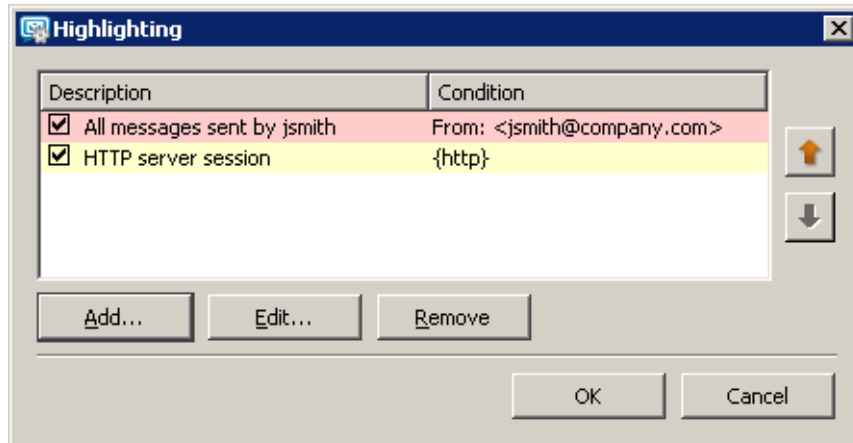 Highlighting
Description Condition
All messages sent by jsmith From: <jsmith@company.com>
HTTP server session {http}
Add... Edit... Remove
OK Cancel